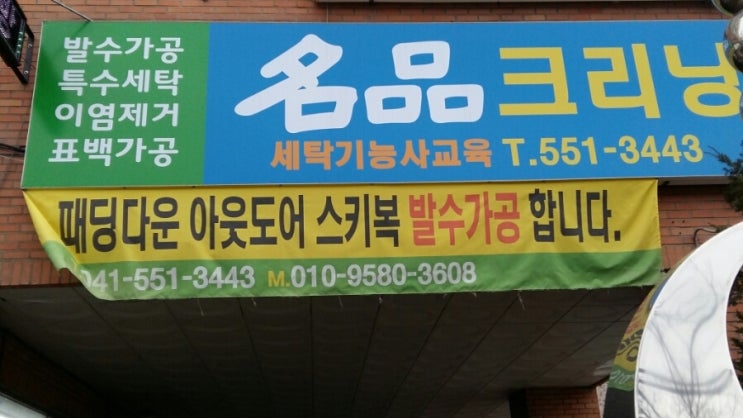 발수가공
특수세탁
이염제거
표백가공
名品크리닝
세탁기능사교육 T.551-3443
패딩다운 아웃도어 스키복 발수가공 합니다.
041-551-3443 M.010-9580-3608